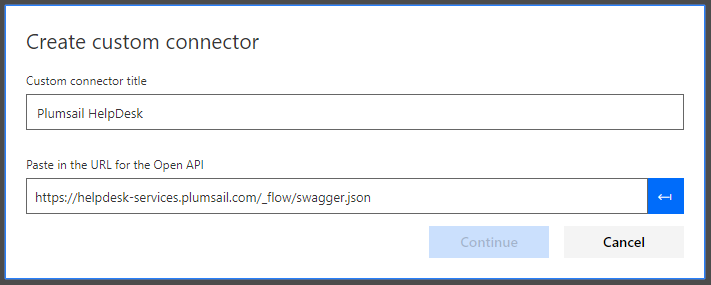 Create custom connector
Custom connector title
Plumsail HelpDesk
Paste in the URL for the Open API
https://helpdesk-services.plumsail.com/_flow/swagger.json
Continue
Cancel